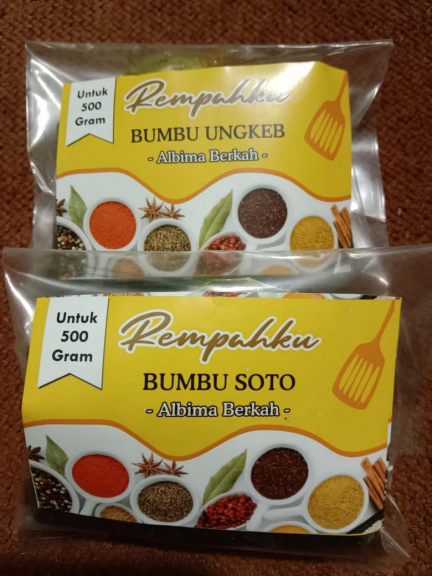 Untuk
500
Gram
Rempahku
BUMBU UNGKEB
- Albima Berkah -
Untuk
500
Gram
Rempahku
BUMBU SOTO
- Albima Berkah -